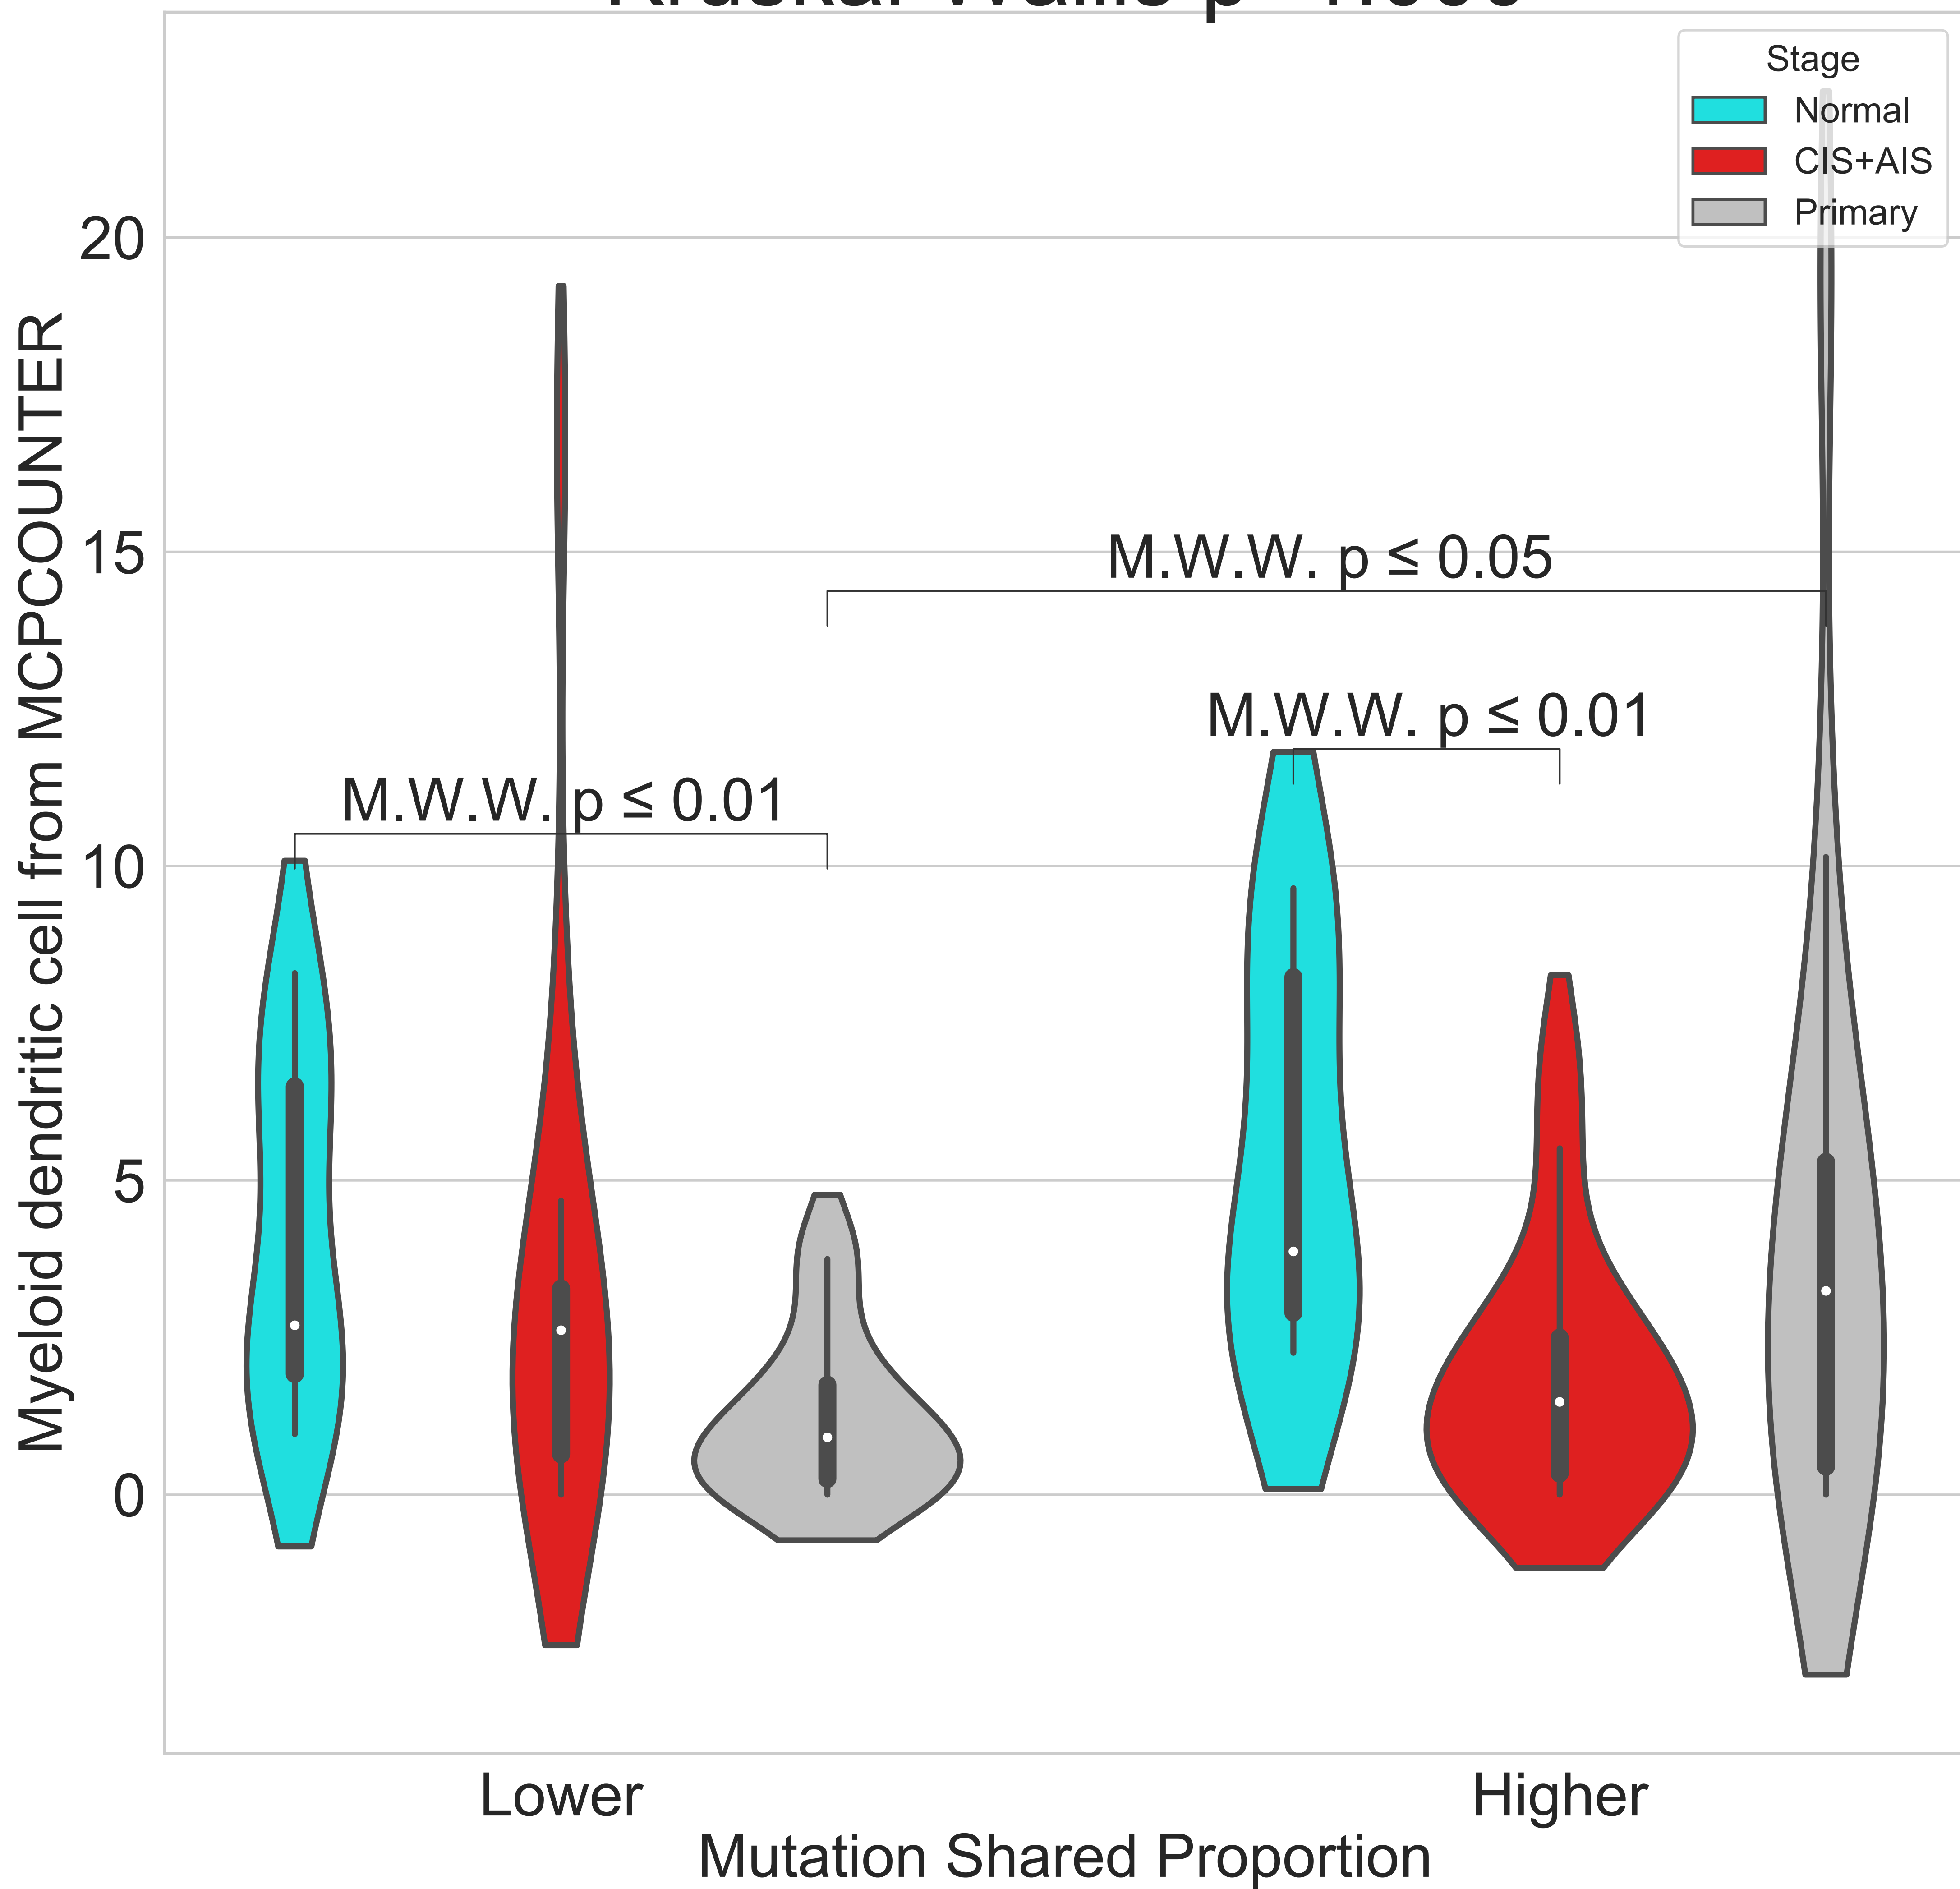 Stage
Normal
CIS+AIS
Primary
20
15
10
5
0
Myeloid dendritic cell from MCPCOUNTER
M.W.W. p ≤ 0.05
M.W.W. p ≤ 0.01
M.W.W. p ≤ 0.01
Lower
Higher
Mutation Shared Proportion